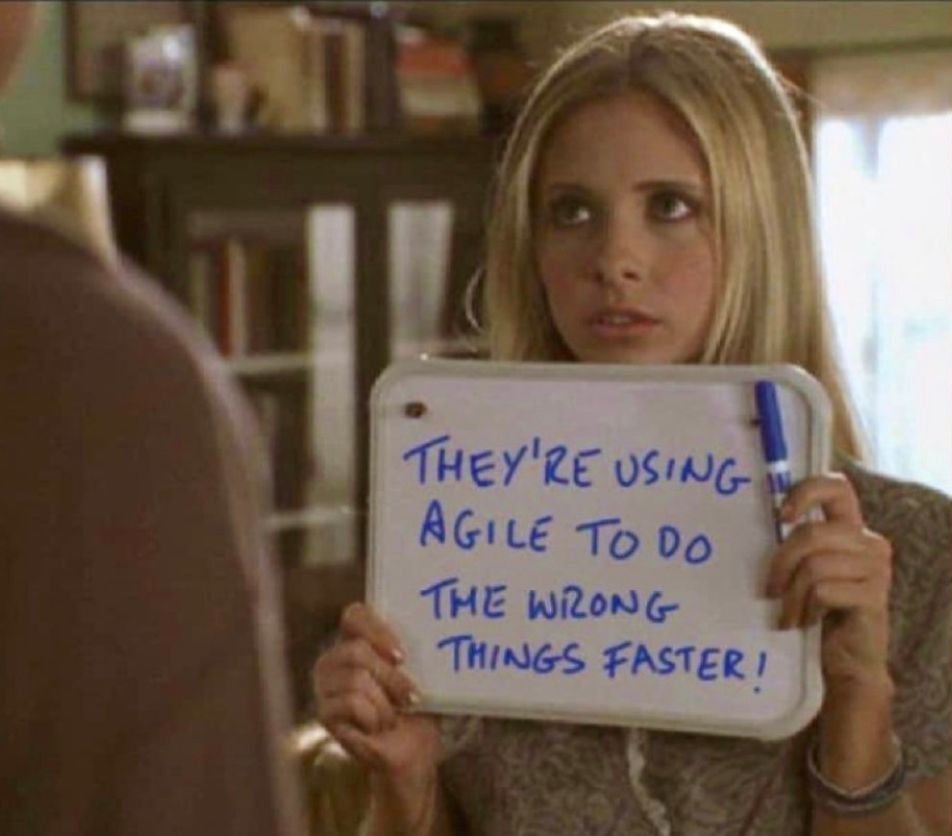 THEY'RE USING
AGILE TO DO
THE WRONG
THINGS FASTER!